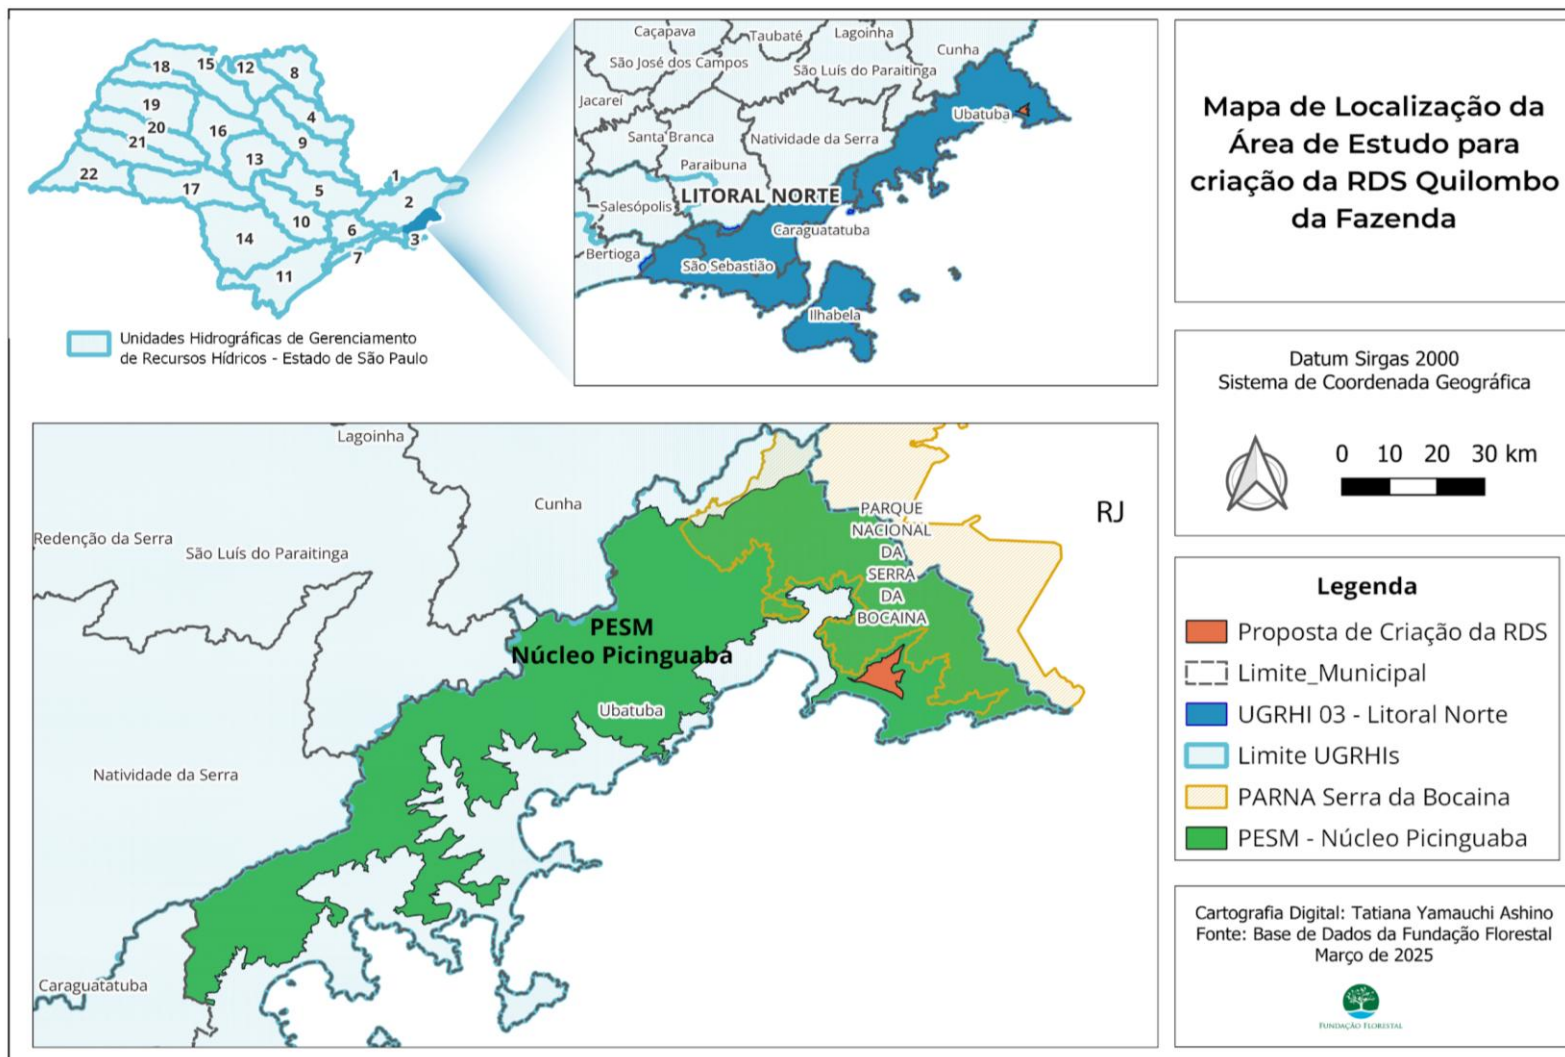 18
15
12
8
19
4
20
16
9
21
13
1
22
17
5
2
10
6
3
14
7
11
Unidades Hidrográficas de Gerenciamento
de Recursos Hídricos - Estado de São Paulo
Caçapava
Taubaté
Lagoinha
Cunha
São José dos Campos
São Luís do Paraitinga
Jacareí
Ubatuba
Santa Branca
Natividade da Serra
Paraibuna
LITORAL NORTE
Salesópolis
Caraguatatuba
Bertioga
São Sebastião
Ilhabela
Mapa de Localização da
Área de Estudo para
criação da RDS Quilombo
da Fazenda
Datum Sirgas 2000
Sistema de Coordenada Geográfica
0 10 20 30 km
Lagoinha
Cunha
Redenção da Serra
São Luís do Paraitinga
PARQUE
NACIONAL
DA
SERRA
DA
BOCAINA
RJ
PESM
Núcleo Picinguaba
Ubatuba
Natividade da Serra
Caraguatatuba
Legenda
Proposta de Criação da RDS
Limite_Municipal
UGRHI 03 - Litoral Norte
Limite UGRHIs
PARNA Serra da Bocaina
PESM - Núcleo Picinguaba
Cartografia Digital: Tatiana Yamauchi Ashino
Fonte: Base de Dados da Fundação Florestal
Março de 2025
FUNDAÇÃO FLORESTAL